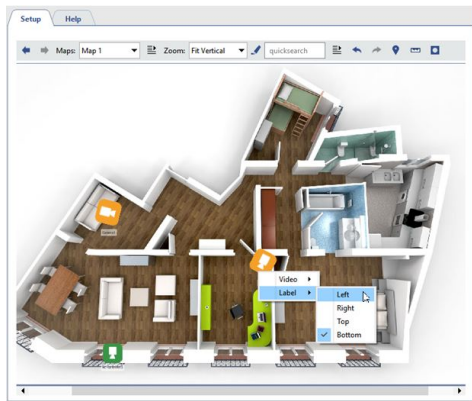 Setup Help
Maps: Map 1 Zoom: Fit Vertical quicksearch
Video
Label
Left
Right
Top
Bottom